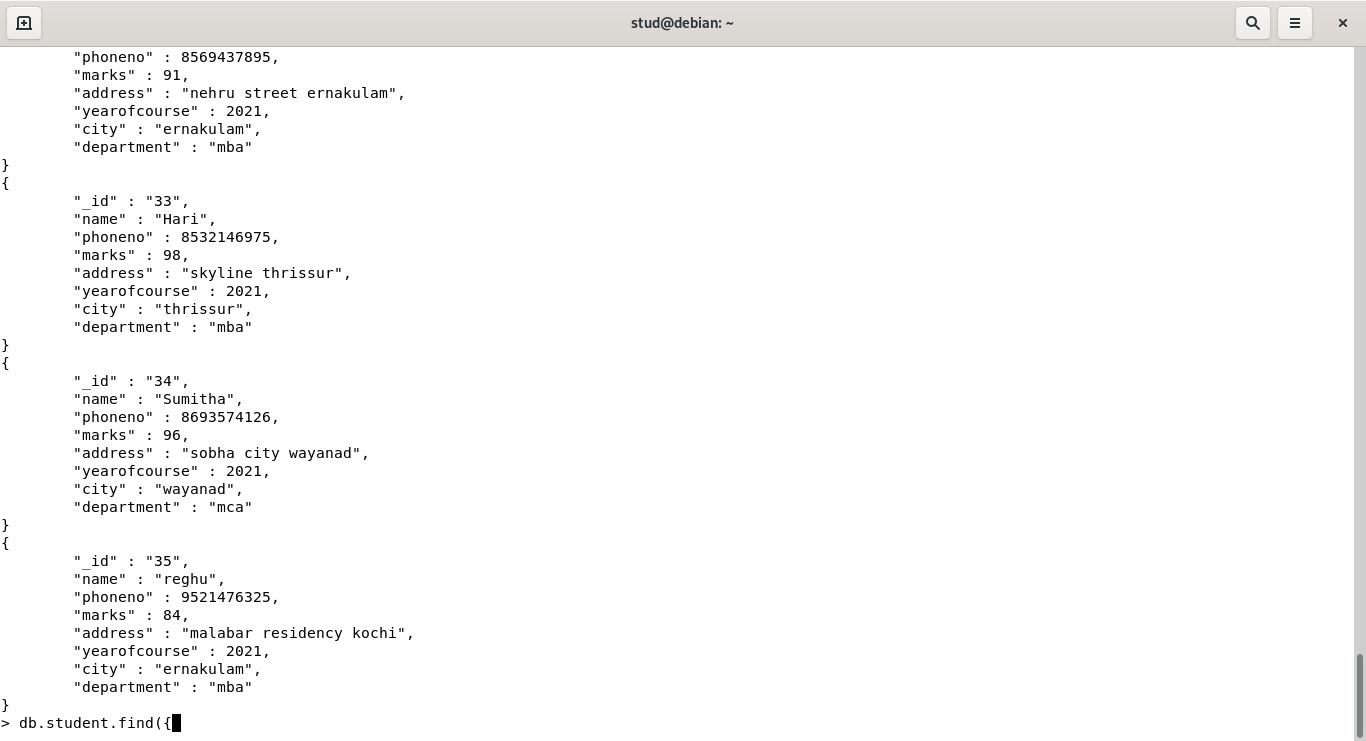 stud@debian: ~
"phoneno" : 8569437895,
"marks" : 91,
"address" : "nehru street ernakulam",
"yearofcourse" : 2021,
"city" : "ernakulam",
"department" : "mba"
}
{
"_id" : "33",
"name" : "Hari",
"phoneno" : 8532146975,
"marks" : 98,
"address" : "skyline thrissur",
"yearofcourse" : 2021,
"city" : "thrissur",
"department" : "mba"
}
{
"_id" : "34",
"name" : "Sumitha",
"phoneno" : 8693574126,
"marks" : 96,
"address" : "sobha city wayanad",
"yearofcourse" : 2021,
"city" : "wayanad",
"department" : "mca"
}
{
"_id" : "35",
"name" : "reghu",
"phoneno" : 9521476325,
"marks" : 84,
"address" : "malabar residency kochi",
"yearofcourse" : 2021,
"city" : "ernakulam",
"department" : "mba"
}
> db.student.find({